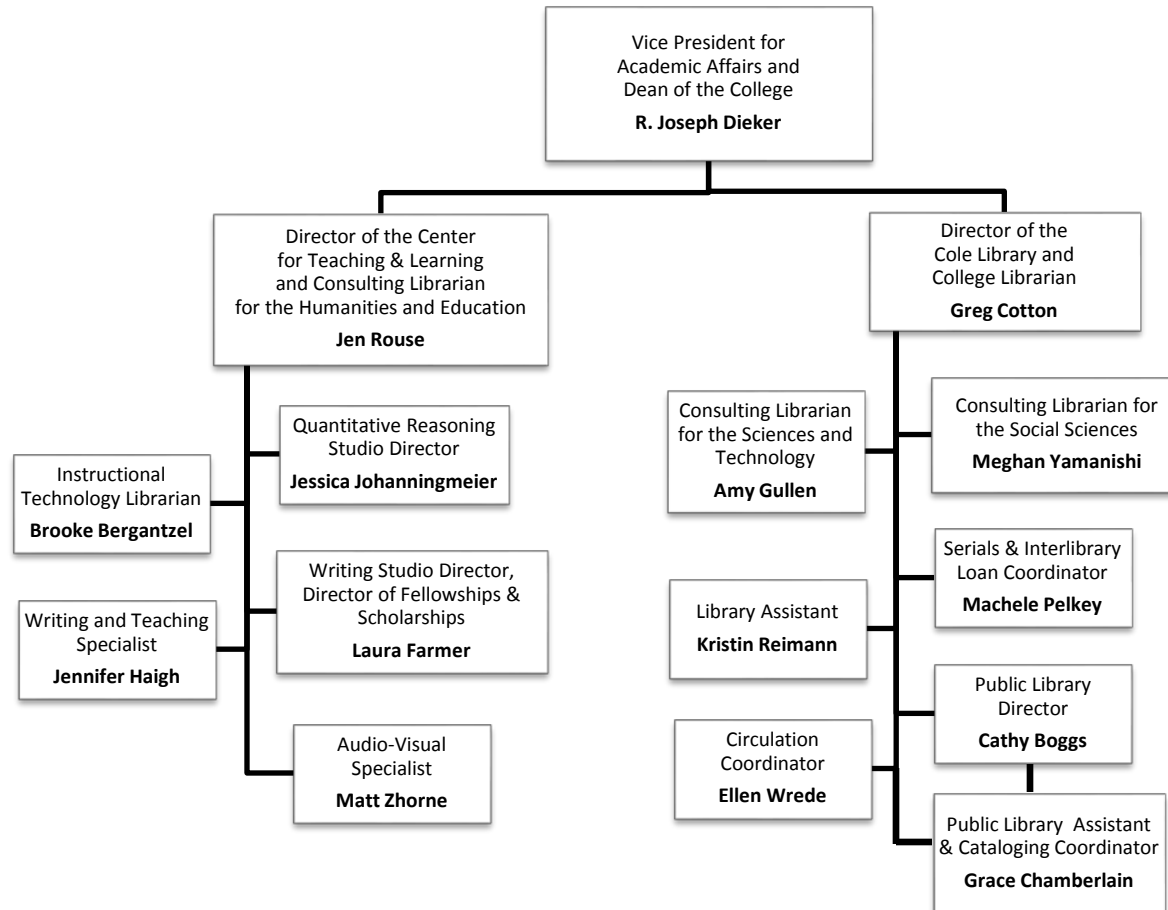 Vice President for
Academic Affairs and
Dean of the College
R. Joseph Dieker
Director of the Center
for Teaching & Learning
and Consulting Librarian
for the Humanities and Education
Jen Rouse
Director of the
Cole Library and
College Librarian
Greg Cotton
Quantitative Reasoning
Studio Director
Jessica Johanningmeier
Instructional
Technology Librarian
Brooke Bergantzel
Writing Studio Director,
Director of Fellowships &
Scholarships
Laura Farmer
Writing and Teaching
Specialist
Jennifer Haigh
Audio-Visual
Specialist
Matt Zhorne
Consulting Librarian
for the Sciences and
Technology
Amy Gullen
Consulting Librarian for
the Social Sciences
Meghan Yamanishi
Serials & Interlibrary
Loan Coordinator
Machele Pelkey
Library Assistant
Kristin Reimann
Public Library
Director
Cathy Boggs
Circulation
Coordinator
Ellen Wrede
Public Library Assistant
& Cataloging Coordinator
Grace Chamberlain